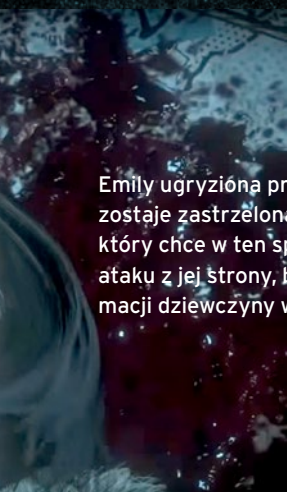 Emily ugryziona
zostaje zastrzelona
który chce w ten
ataku z jej strony,
macji dziewczyny